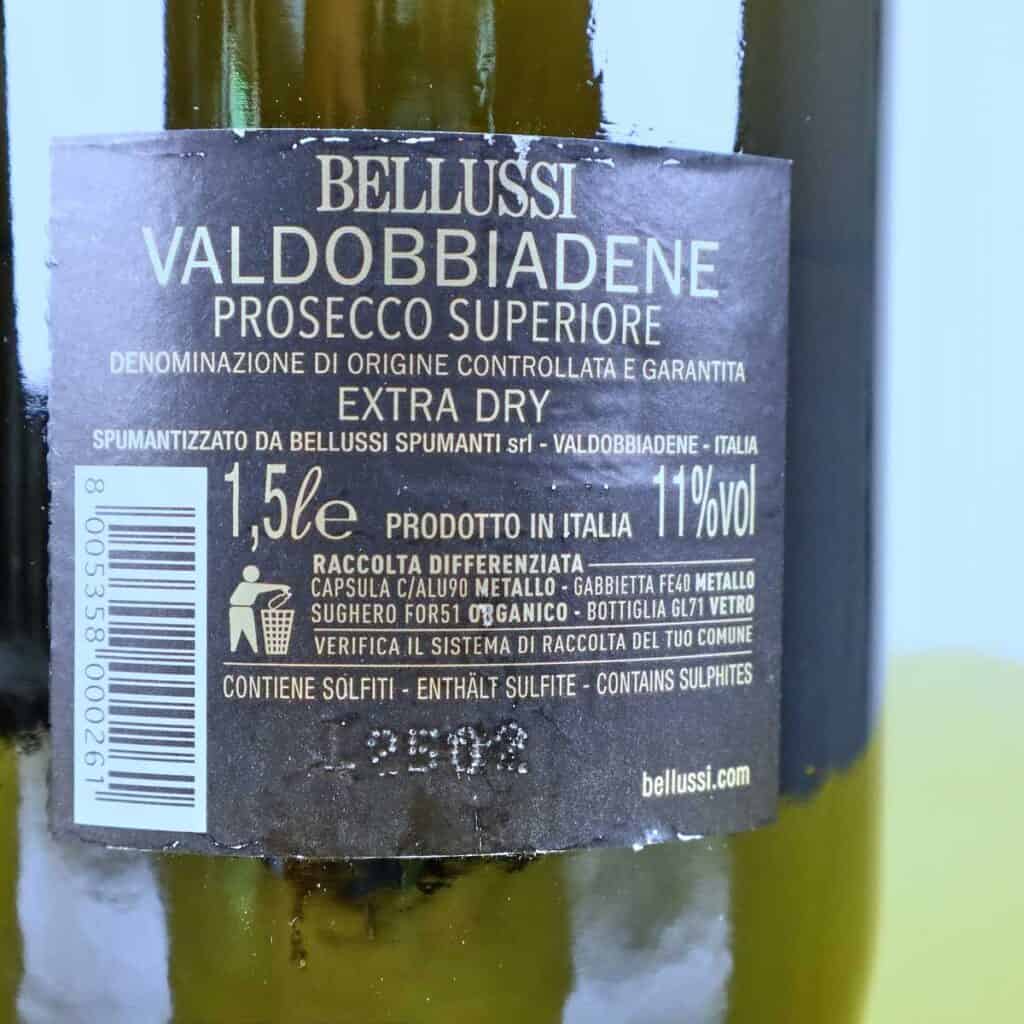 BELLUSSI
VALDOBBIADENE
PROSECCO SUPERIORE
DENOMINAZIONE DI ORIGINE CONTROLLATA E GARANTITA
EXTRA DRY
SPUMANTIZZATO DA BELLUSSI SPUMANTI srl - VALDOBBIADENE - ITALIA
1,5 l e PRODOTTO IN ITALIA 11%vol
RACCOLTA DIFFERENZIATA
CAPSULA C/ALU90 METALLO - GABBIETTA FE40 METALLO
SUGHERO FOR51 ORGANICO - BOTTIGLIA GL71 VETRO
VERIFICA IL SISTEMA DI RACCOLTA DEL TUO COMUNE
CONTIENE SOLFITI - ENTHÄLT SULFITE - CONTAINS SULPHITES
bellussi.com
8 005358 000261